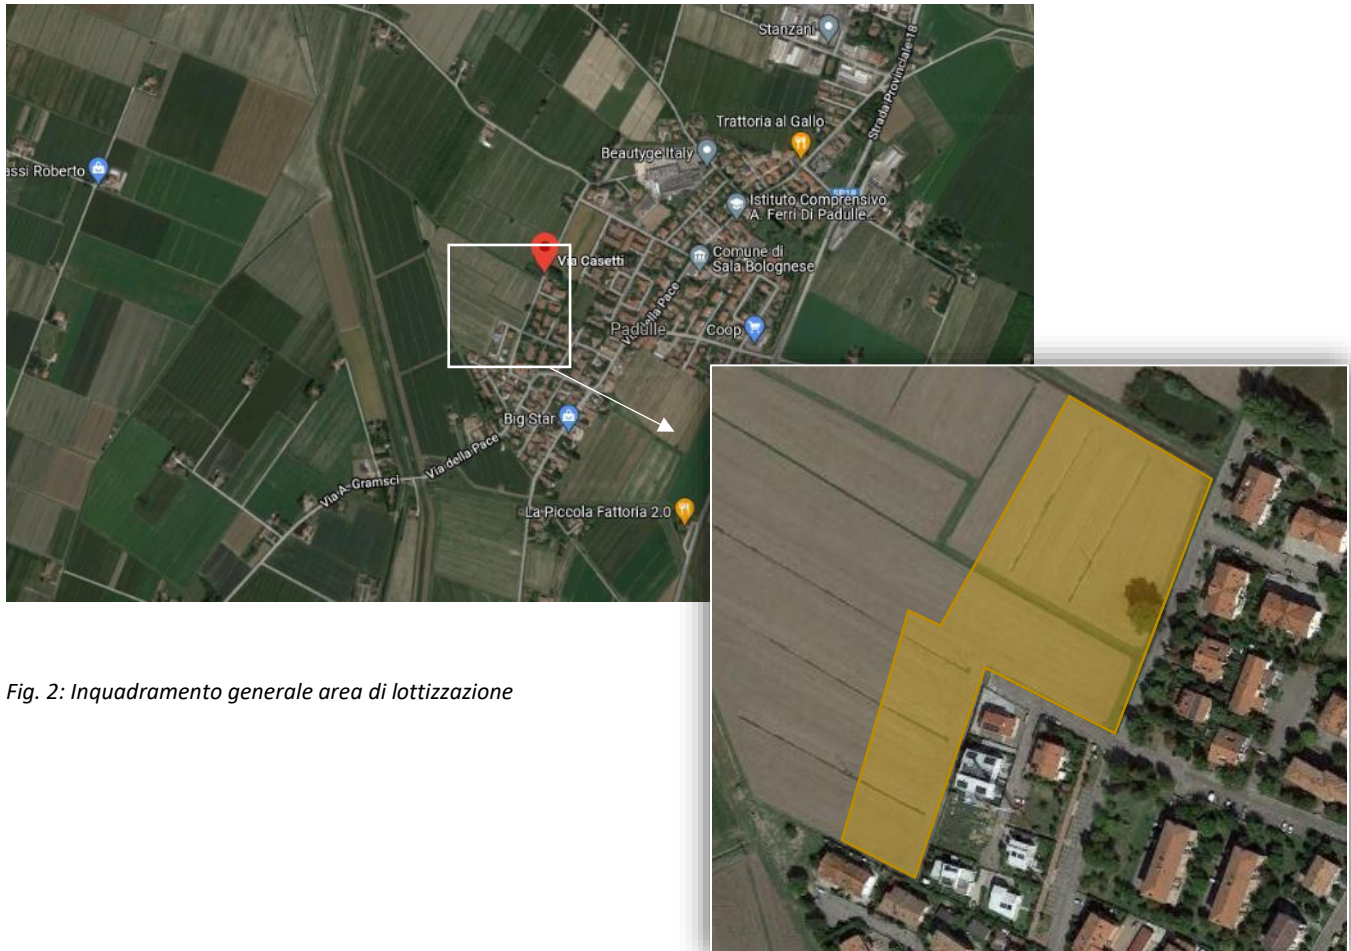 Stanzani
Strada Provinciale 18
Trattoria al Gallo
Beautyge Italy
assi Roberto
SP18
Istituto Comprensivo
A. Ferri Di Padulle...
Via Casetti
Comune di
Sala Bolognese
Via della Pace
Padulle
Coop
Big Star
Via della Pace
Via A. Gramsci
La Piccola Fattoria 2.0
Fig. 2: Inquadramento generale area di lottizzazione